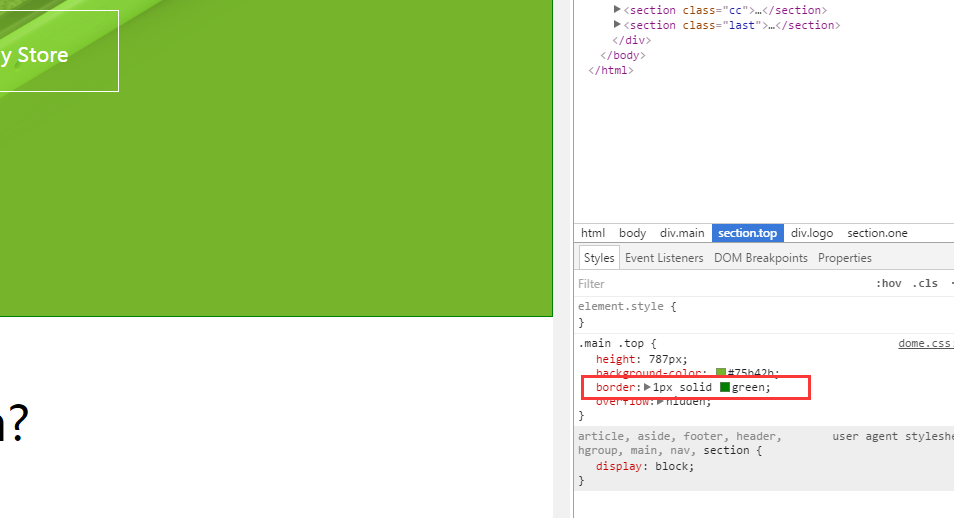 y Store
?
▶<section class="cc">…</section>
▶<section class="last">…</section>
</div>
</body>
</html>
html body div.main section.top div.logo section.one
Styles Event Listeners DOM Breakpoints Properties
Filter :hov .cls
element.style {
}
.main .top { dome.css:
height: 787px;
background-color: #75b42b;
border:▶1px solid green;
overflow:▶hidden;
}
article, aside, footer, header, user agent styleshe
hgroup, main, nav, section {
display: block;
}